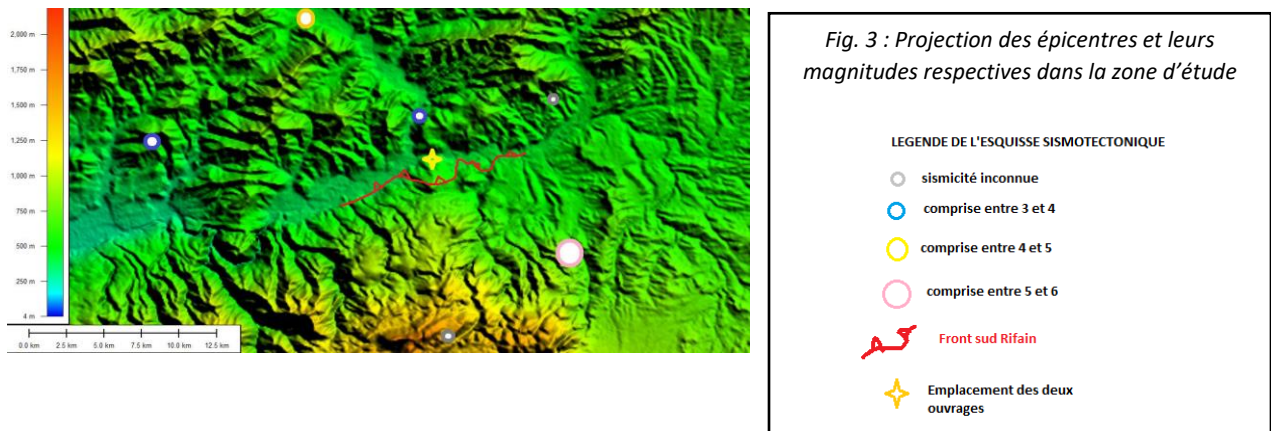 2,000 m
1,750 m
1,500 m
1,250 m
1,000 m
750 m
500 m
250 m
4 m
0.0 km 2.5 km 5.0 km 7.5 km 10.0 km 12.5 km
Fig. 3 : Projection des épicentres et leurs
magnitudes respectives dans la zone d’étude
LEGENDE DE L'ESQUISSE SISMOTECTONIQUE
sismicité inconnue
comprise entre 3 et 4
comprise entre 4 et 5
comprise entre 5 et 6
Front sud Rifain
Emplacement des deux
ouvrages